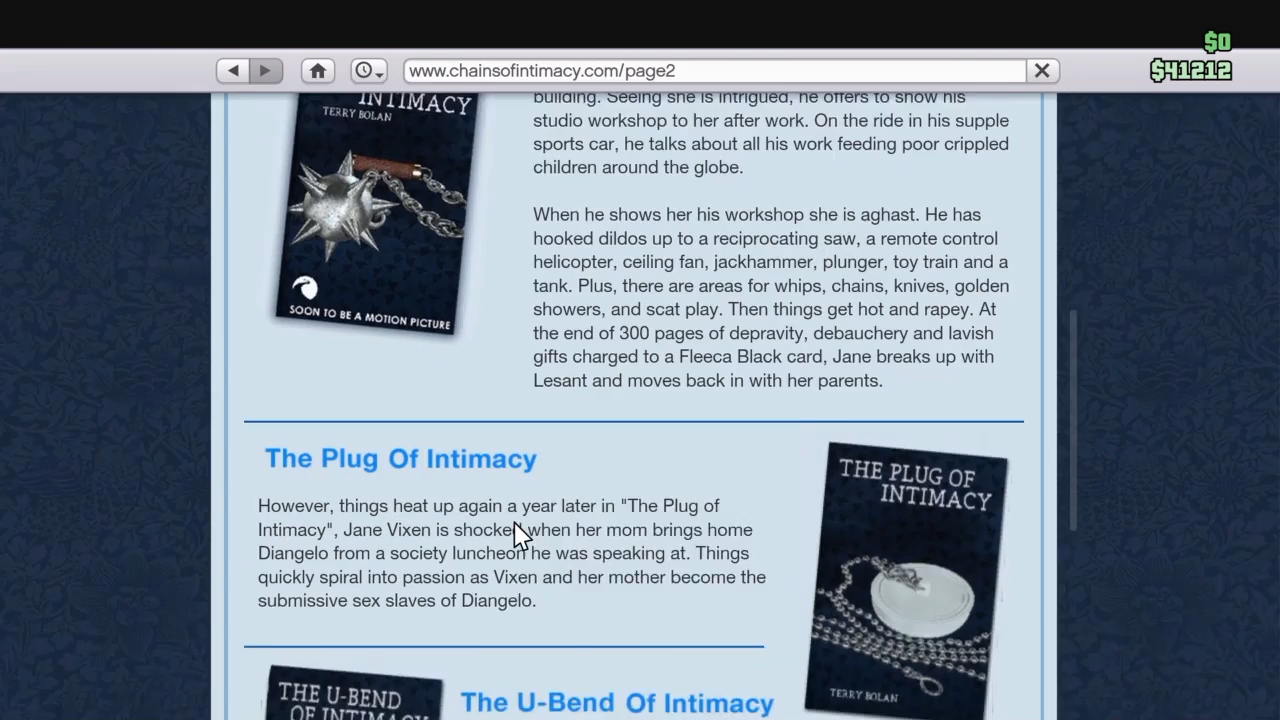 $0
www.chainsofintimacy.com/page2
$41212
INTIMACY
TERRY BOLAN
SOON TO BE A MOTION PICTURE
building. Seeing she is intrigued, he offers to show his
studio workshop to her after work. On the ride in his supple
sports car, he talks about all his work feeding poor crippled
children around the globe.
When he shows her his workshop she is aghast. He has
hooked dildos up to a reciprocating saw, a remote control
helicopter, ceiling fan, jackhammer, plunger, toy train and a
tank. Plus, there are areas for whips, chains, knives, golden
showers, and scat play. Then things get hot and rapey. At
the end of 300 pages of depravity, debauchery and lavish
gifts charged to a Fleeca Black card, Jane breaks up with
Lesant and moves back in with her parents.
The Plug Of Intimacy
However, things heat up again a year later in "The Plug of
Intimacy", Jane Vixen is shocked when her mom brings home
Diangelo from a society luncheon he was speaking at. Things
quickly spiral into passion as Vixen and her mother become the
submissive sex slaves of Diangelo.
THE PLUG OF
INTIMACY
TERRY BOLAN
THE U-BEND
OF INTIMACY
The U-Bend Of Intimacy